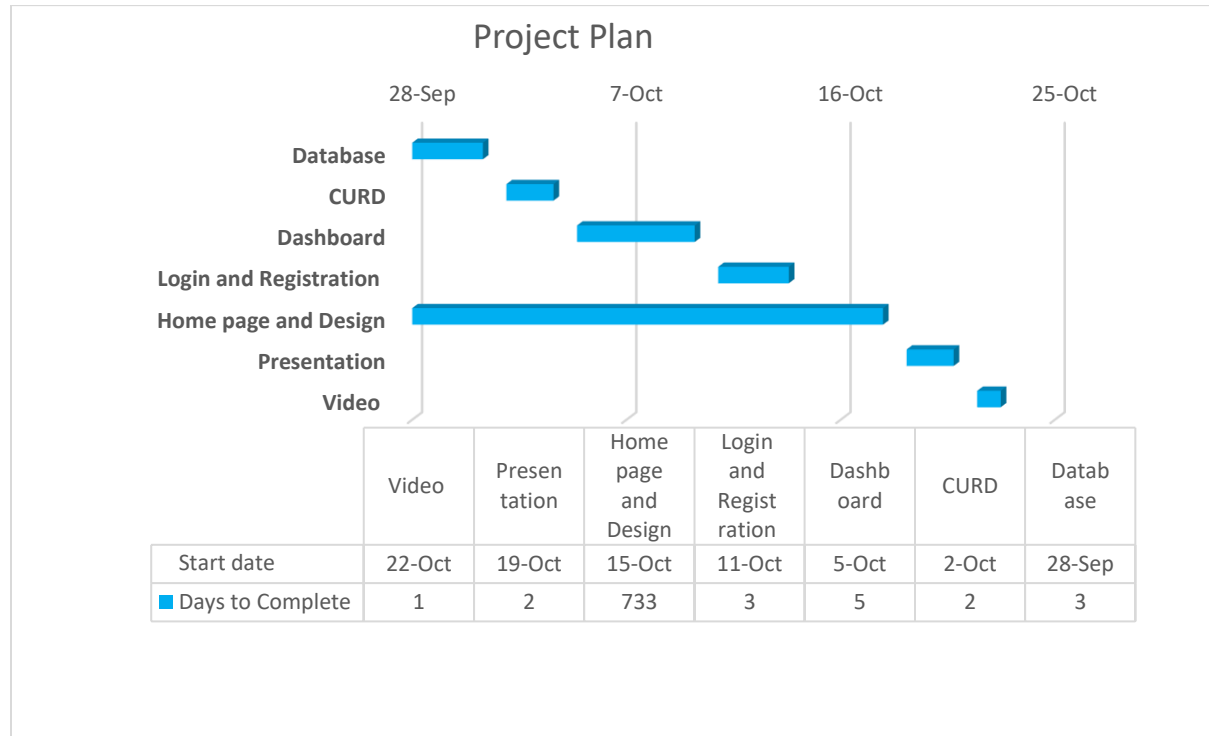 Project Plan
28-Sep 7-Oct 16-Oct 25-Oct
Database
CURD
Dashboard
Login and Registration
Home page and Design
Presentation
Video
Video
Presen
tation
Home
page
and
Design
Login
and
Regist
ration
Dashb
oard
CURD
Datab
ase
Start date 22-Oct 19-Oct 15-Oct 11-Oct 5-Oct 2-Oct 28-Sep
Days to Complete 1 2 733 3 5 2 3